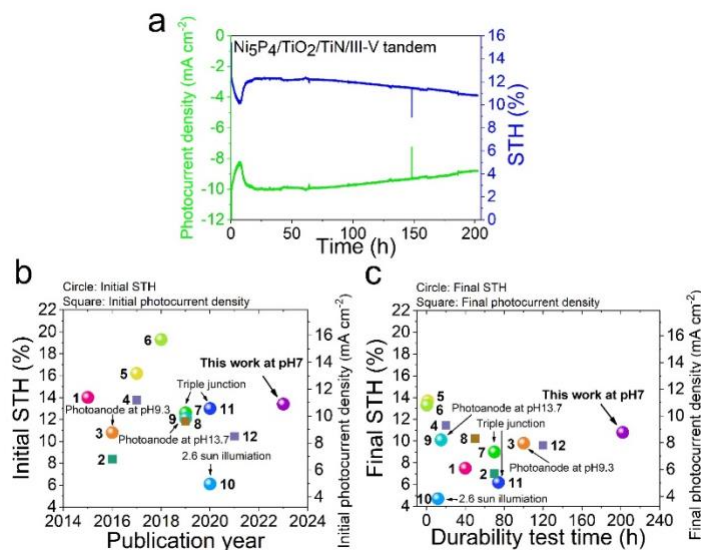 a
Ni₅P₄/TiO₂/TiN/III-V tandem
Photocurrent density (mA cm⁻²)
0
-2
-4
-6
-8
-10
-12
STH (%)
16
14
12
10
8
6
4
2
0
0 50 100 150 200
Time (h)
b
Circle: Initial STH
Square: Initial photocurrent density
Initial STH (%)
22
20
18
16
14
12
10
8
6
4
Initial photocurrent density (mA cm⁻²)
16
14
12
10
8
6
4
6
5
This work at pH7
1
4
Triple junction
Photoanode at pH9.3
7
11
9
3
8
Photoanode at pH13.7
12
2
2.6 sun illumiation
10
2014 2016 2018 2020 2022 2024
Publication year
c
Circle: Final STH
Square: Final photocurrent density
Final STH (%)
22
20
18
16
14
12
10
8
6
4
Final photocurrent density (mA cm⁻²)
16
14
12
10
8
6
4
This work at pH7
5
6
Photoanode at pH13.7
Triple junction
4
9
8
3
12
7
1
Photoanode at pH9.3
2
11
10
2.6 sun illumiation
0 40 80 120 160 200 240
Durability test time (h)